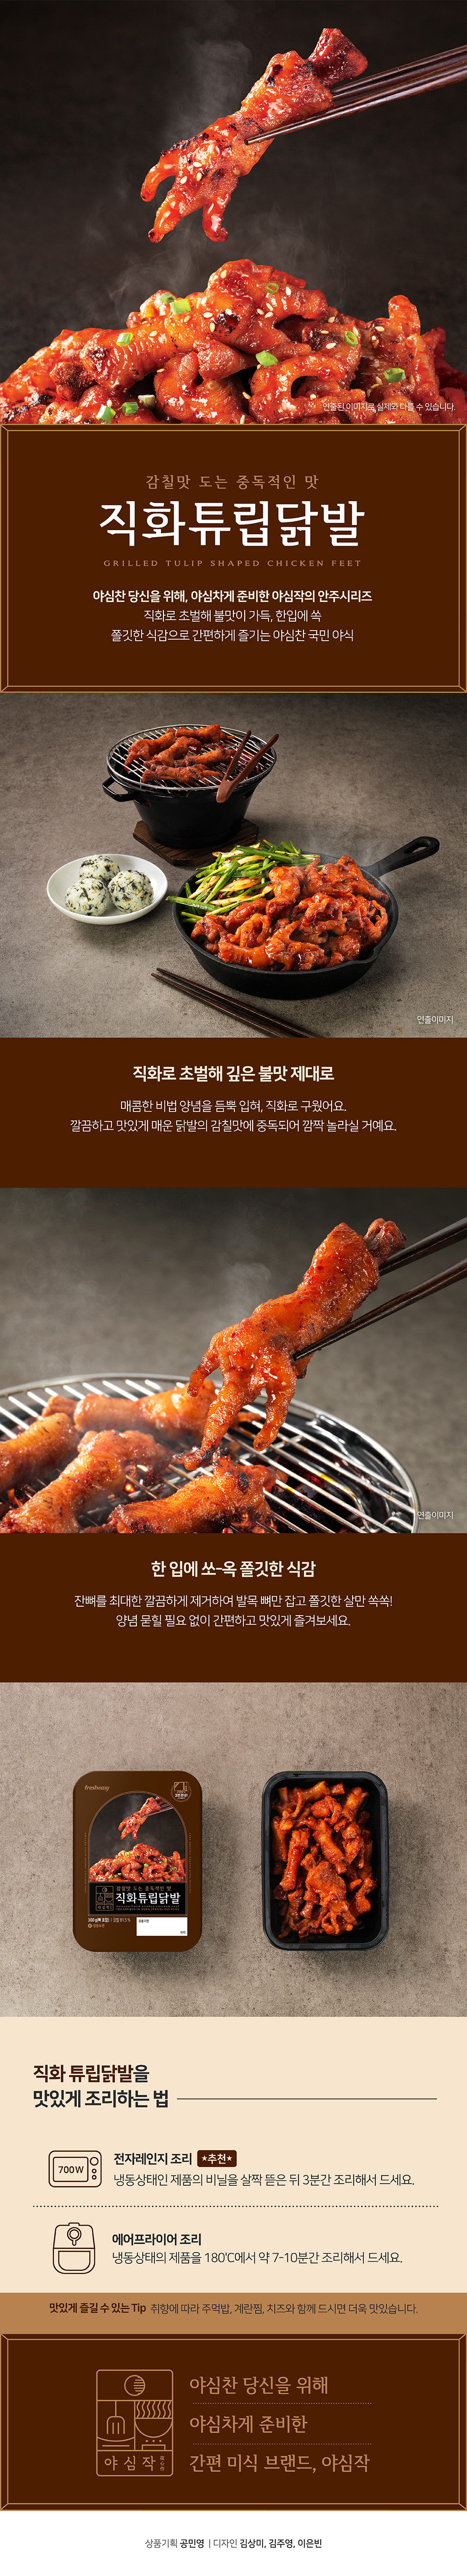 연출된 이미지로 실제와 다를 수 있습니다.
감칠맛 도는 중독적인 맛
직화튜립닭발
GRILLED TULIP SHAPED CHICKEN FEET
야심찬 당신을 위해, 야심차게 준비한 야심작의 안주시리즈
직화로 초벌해 불맛이 가득, 한입에 쏙
쫄깃한 식감으로 간편하게 즐기는 야심찬 국민 야식
연출이미지
직화로 초벌해 깊은 불맛 제대로
매콤한 비법 양념을 듬뿍 입혀, 직화로 구웠어요.
깔끔하고 맛있게 매운 닭발의 감칠맛에 중독되어 깜짝 놀라실 거예요.
연출이미지
한 입에 쏘-옥 쫄깃한 식감
잔뼈를 최대한 깔끔하게 제거하여 발목 뼈만 잡고 쫄깃한 살만 쏙쏙!
양념 묻힐 필요 없이 간편하고 맛있게 즐겨보세요.
fresheasy
감칠맛 도는 중독적인 맛
직화튜립닭발
야심작
직화 튜립닭발을
맛있게 조리하는 법
700W
전자레인지 조리 *추천*
냉동상태인 제품의 비닐을 살짝 뜯은 뒤 3분간 조리해서 드세요.
에어프라이어 조리
냉동상태의 제품을 180℃에서 약 7-10분간 조리해서 드세요.
맛있게 즐길 수 있는 Tip 취향에 따라 주먹밥, 계란찜, 치즈와 함께 드시면 더욱 맛있습니다.
야심작
야심찬 당신을 위해
야심차게 준비한
간편 미식 브랜드, 야심작
상품기획 공민영 | 디자인 김상미, 김주영, 이은빈